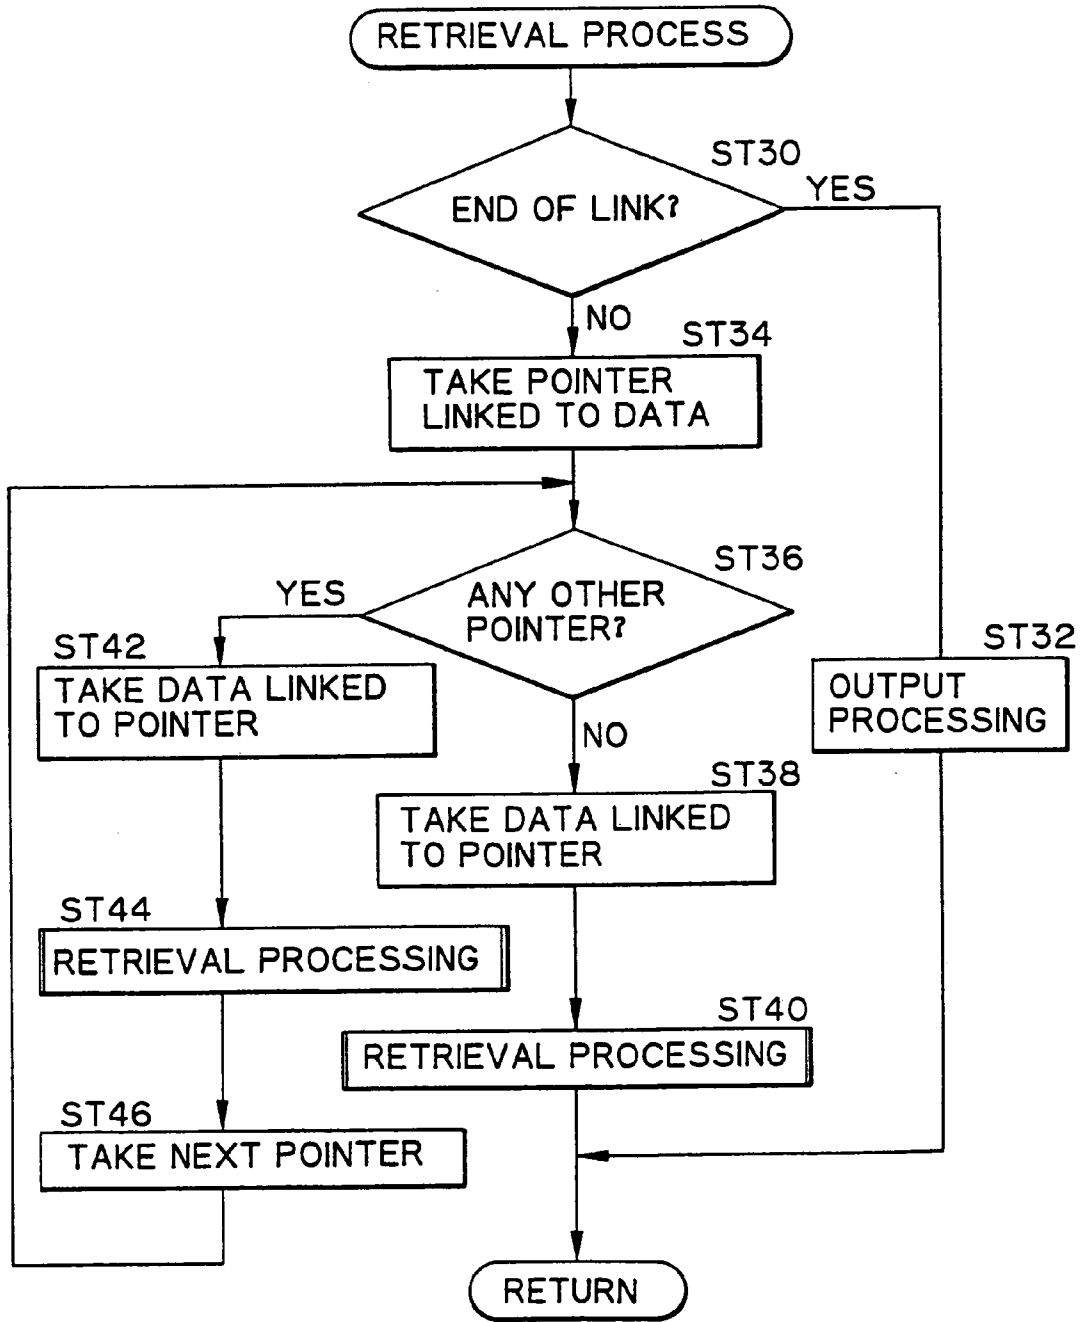 RETRIEVAL PROCESS
ST30
YES
END OF LINK?
NO
ST34
TAKE POINTER
LINKED TO DATA
ST36
YES
ANY OTHER
POINTER?
ST42
TAKE DATA LINKED
TO POINTER
ST32
OUTPUT
PROCESSING
NO
ST38
TAKE DATA LINKED
TO POINTER
ST44
RETRIEVAL PROCESSING
ST40
RETRIEVAL PROCESSING
ST46
TAKE NEXT POINTER
RETURN